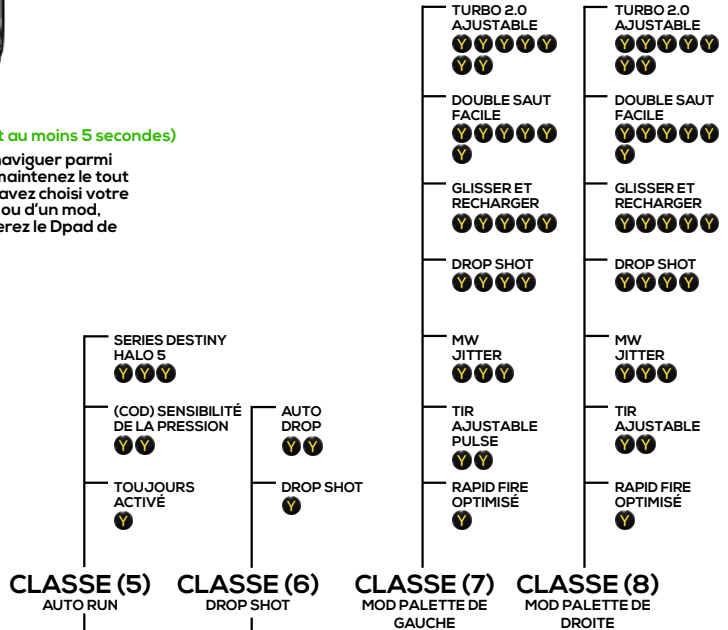 t au moins 5 secondes)
naviguer parmi
maintenez le tout
avez choisi votre
ou d'un mod,
erez le Dpad de
SERIES DESTINY
HALO 5
Y Y Y
(COD) SENSIBILITÉ
DE LA PRESSION
Y Y
TOUJOURS
ACTIVÉ
Y
CLASSE (5)
AUTO RUN
AUTO
DROP
Y Y
DROP SHOT
Y
CLASSE (6)
DROP SHOT
TURBO 2.0
AJUSTABLE
Y Y Y Y Y
Y Y
DOUBLE SAUT
FACILE
Y Y Y Y Y
Y
GLISSER ET
RECHARGER
Y Y Y Y Y
DROP SHOT
Y Y Y Y
MW
JITTER
Y Y Y
TIR
AJUSTABLE
PULSE
Y Y
RAPID FIRE
OPTIMISÉ
Y
CLASSE (7)
MOD PALETTE DE
GAUCHE
TURBO 2.0
AJUSTABLE
Y Y Y Y Y
Y Y
DOUBLE SAUT
FACILE
Y Y Y Y Y
Y
GLISSER ET
RECHARGER
Y Y Y Y Y
DROP SHOT
Y Y Y Y
MW
JITTER
Y Y Y
TIR
AJUSTABLE
Y Y
RAPID FIRE
OPTIMISÉ
Y
CLASSE (8)
MOD PALETTE DE
DROITE